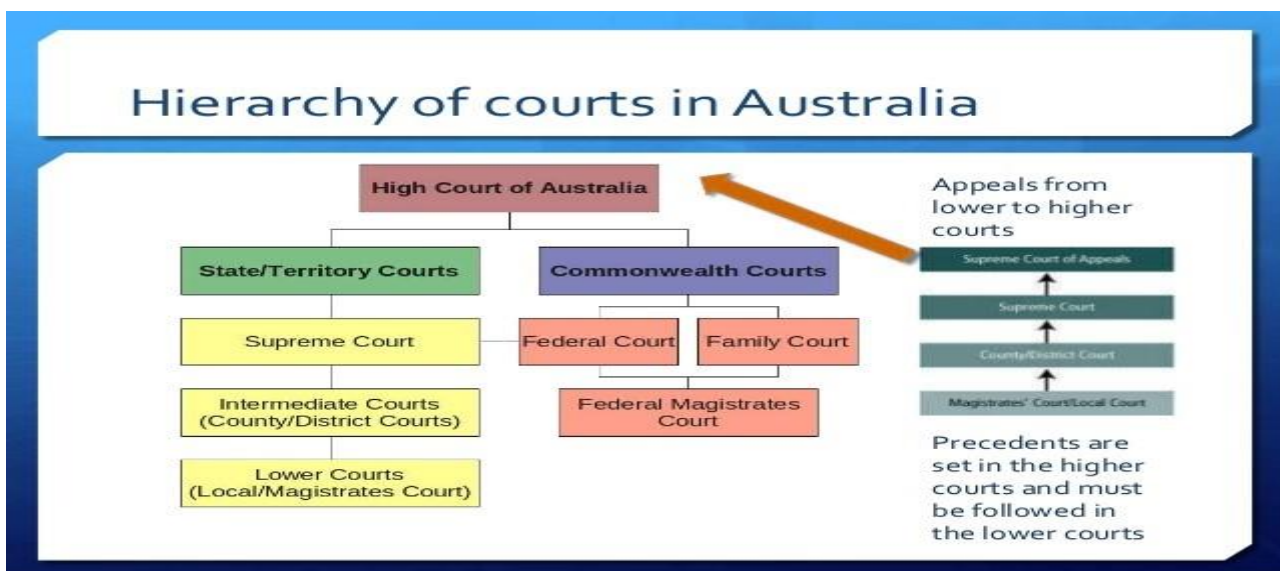 Hierarchy of courts in Australia
High Court of Australia
State/Territory Courts
Commonwealth Courts
Supreme Court
Federal Court
Family Court
Intermediate Courts
(County/District Courts)
Federal Magistrates
Court
Lower Courts
(Local/Magistrates Court)
Appeals from
lower to higher
courts
Supreme Court of Appeals
Supreme Court
County/District Court
Magistrates' Court/Local Court
Precedents are
set in the higher
courts and must
be followed in
the lower courts